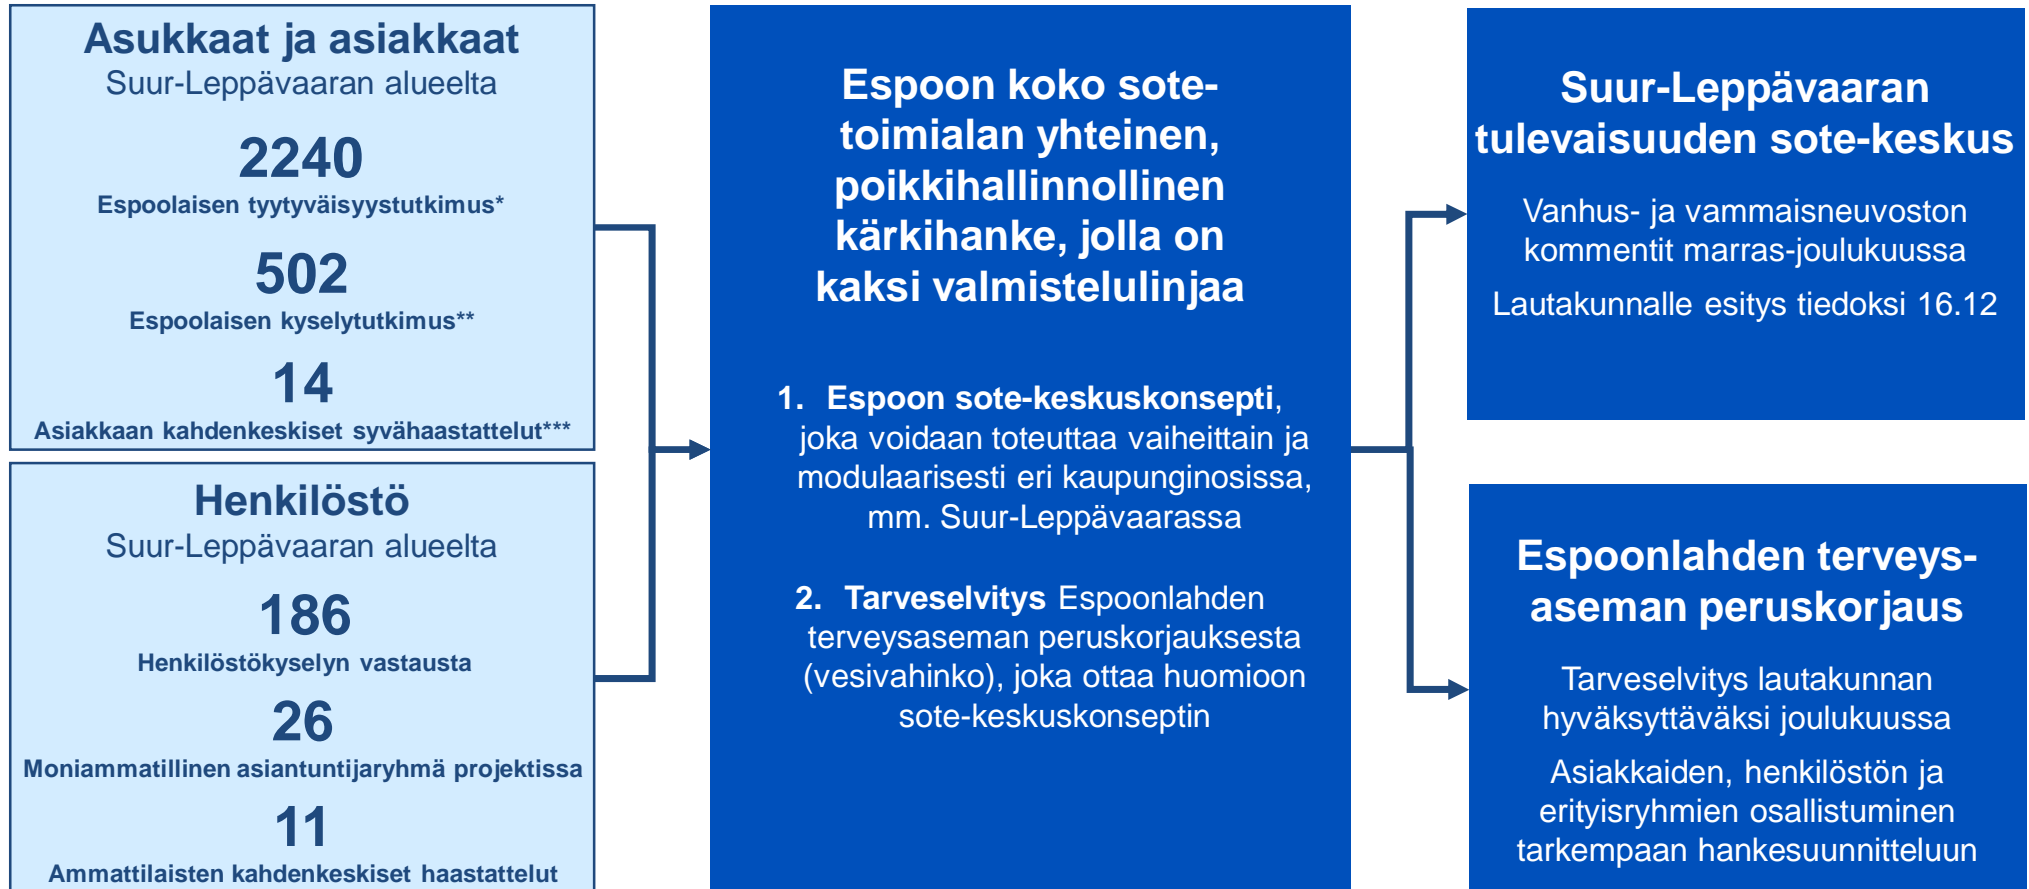 Asukkaat ja asiakkaat
Suur-Leppävaaran alueelta
2240
Espoolaisen tyytyväisyystutkimus*
502
Espoolaisen kyselytutkimus**
14
Asiakkaan kahdenkeskiset syvähaastattelut***
Henkilöstö
Suur-Leppävaaran alueelta
186
Henkilöstökyselyn vastausta
26
Moniammatillinen asiantuntijaryhmä projektissa
11
Ammattilaisten kahdenkeskiset haastattelut
Espoon koko sote-
toimialan yhteinen,
poikkihallinnollinen
kärkihanke, jolla on
kaksi valmistelulinjaa
1. Espoon sote-keskuskonsepti,
joka voidaan toteuttaa vaiheittain ja
modulaarisesti eri kaupunginosissa,
mm. Suur-Leppävaarassa
2. Tarveselvitys Espoonlahden
terveysaseman peruskorjauksesta
(vesivahinko), joka ottaa huomioon
sote-keskuskonseptin
Suur-Leppävaaran
tulevaisuuden sote-keskus
Vanhus- ja vammaisneuvoston
kommentit marras-joulukuussa
Lautakunnalle esitys tiedoksi 16.12
Espoonlahden terveys-
aseman peruskorjaus
Tarveselvitys lautakunnan
hyväksyttäväksi joulukuussa
Asiakkaiden, henkilöstön ja
erityisryhmien osallistuminen
tarkempaan hankesuunnitteluun